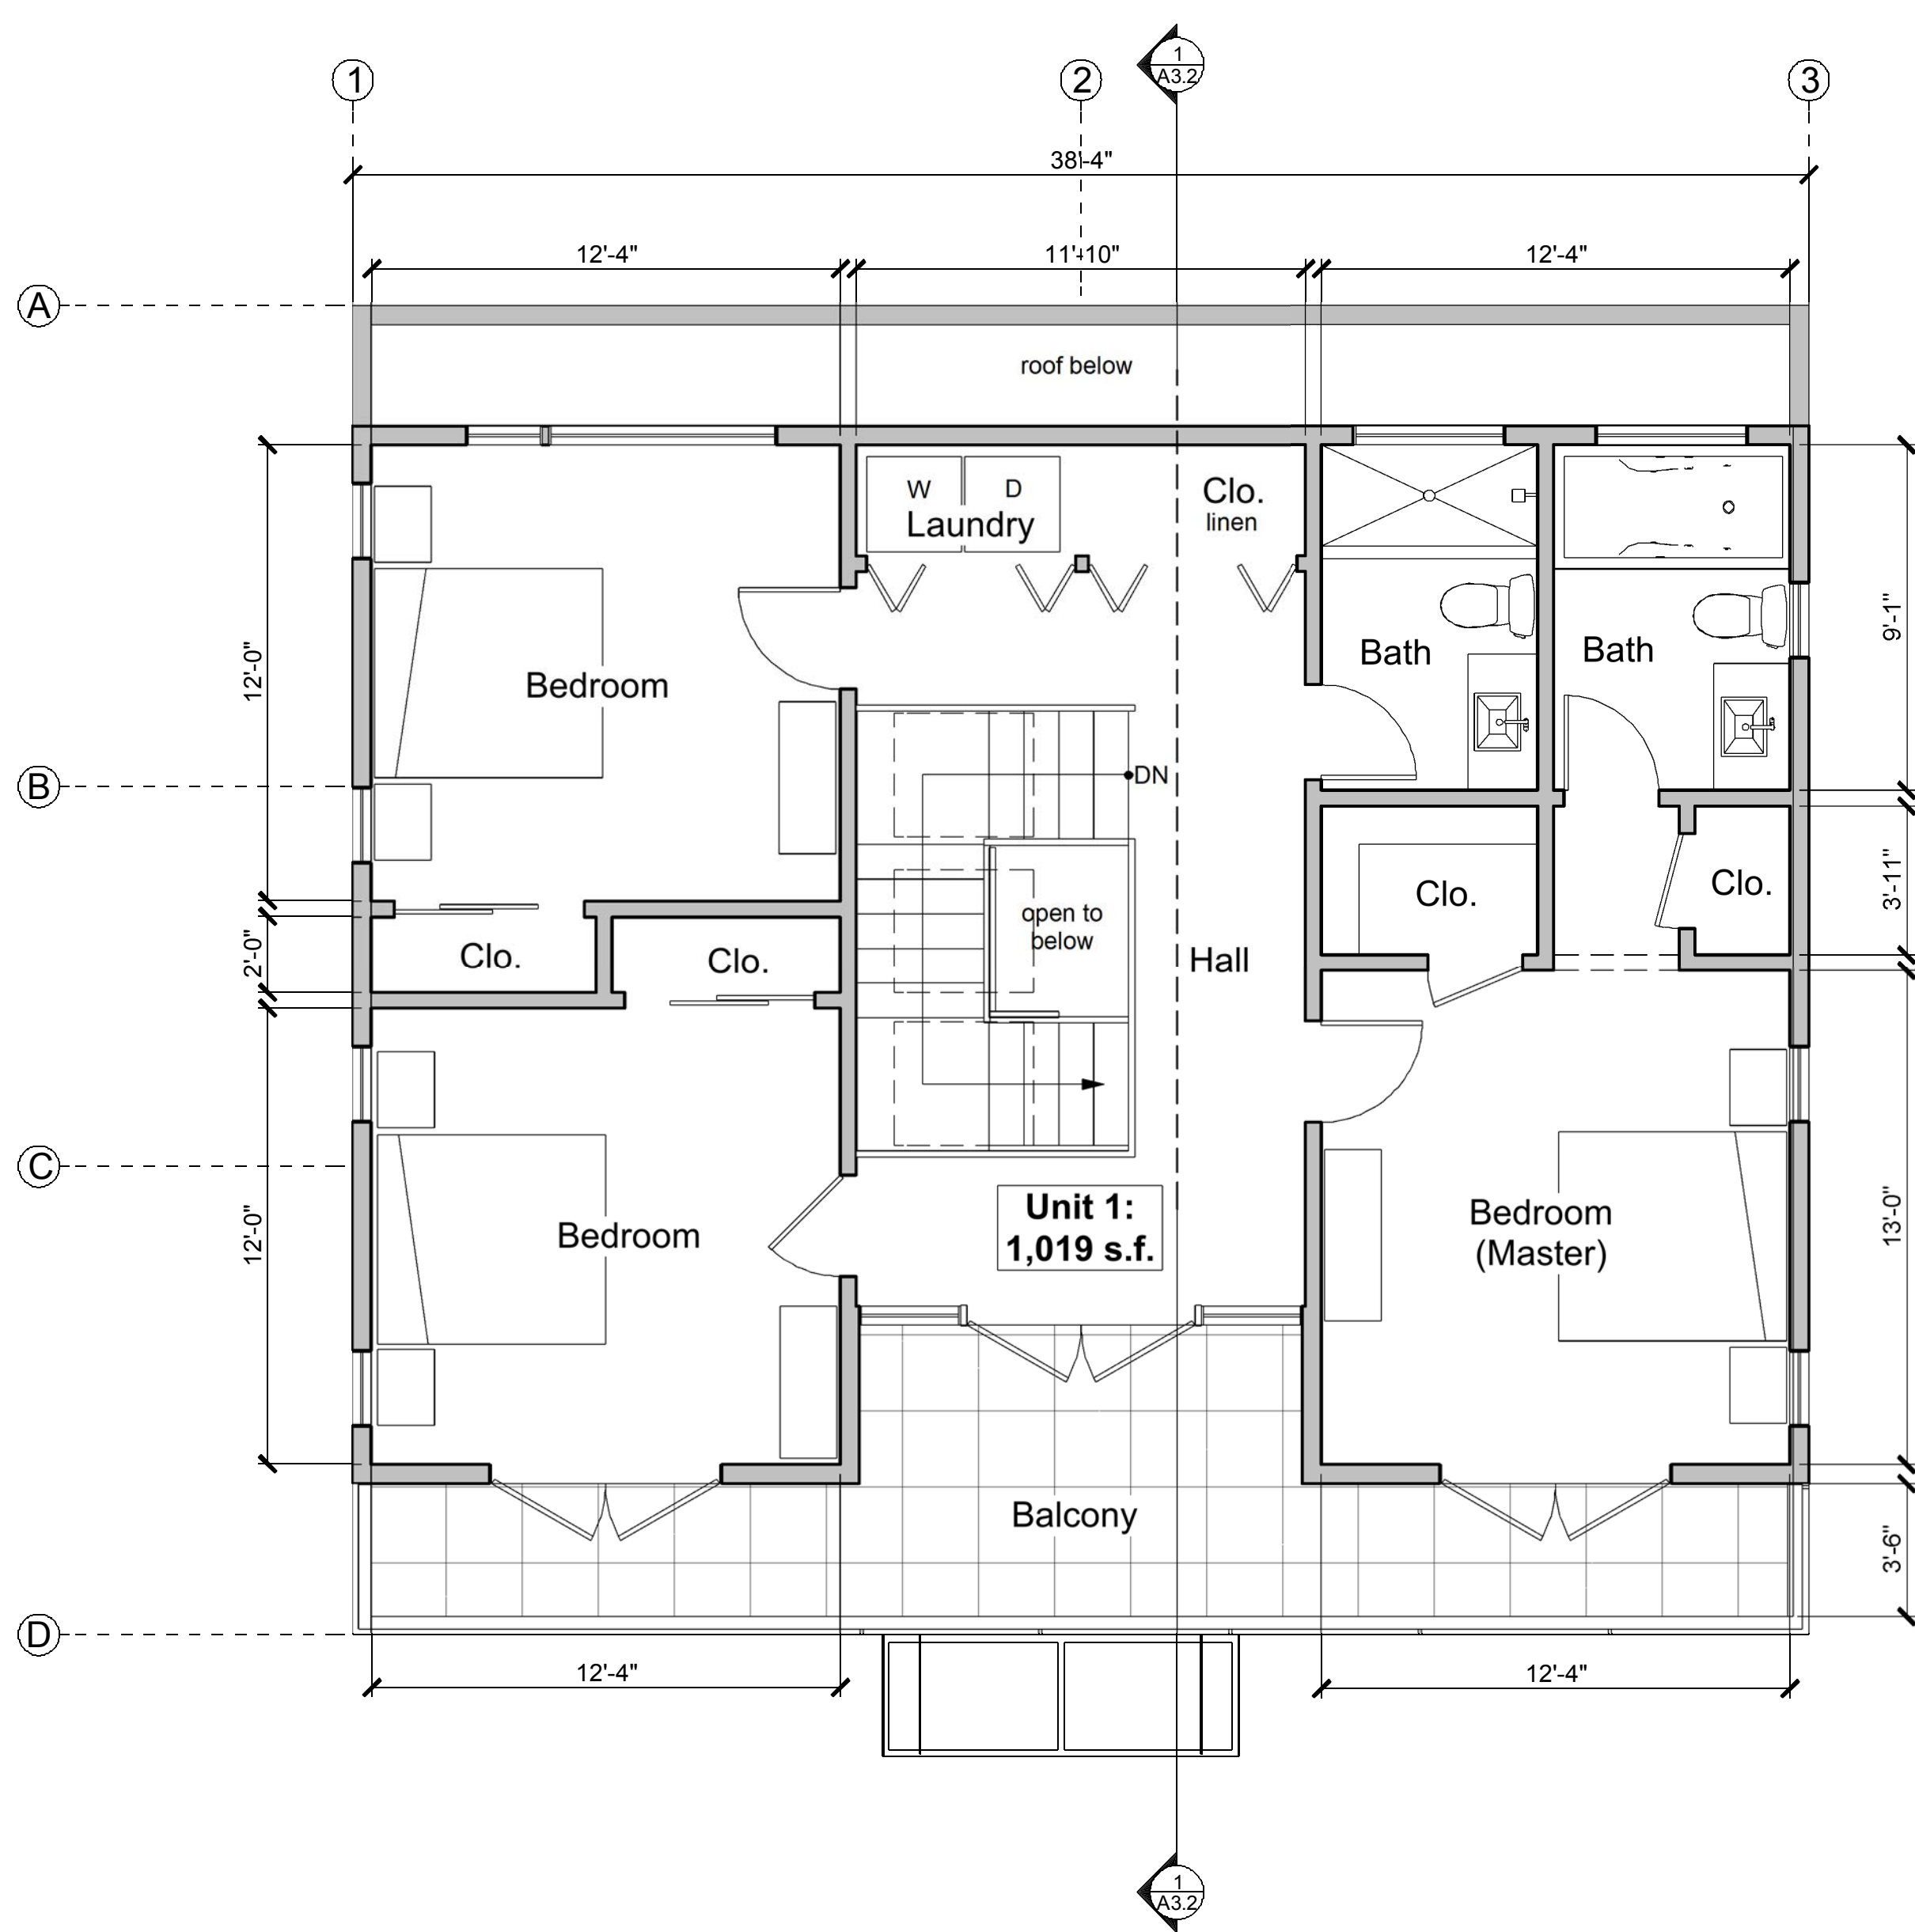 1
A3.2
1
2
3
38'-4"
12'-4"
11'-10"
12'-4"
A
roof below
W
D
Laundry
Clo.
linen
9'-1"
12'-0"
Bedroom
Bath
Bath
B
DN
3'-11"
Clo.
Clo.
open to
below
2'-0"
Clo.
Clo.
Hall
C
12'-0"
Bedroom
Unit 1:
1,019 s.f.
Bedroom
(Master)
13'-0"
Balcony
3'-6"
D
12'-4"
12'-4"
1
A3.2